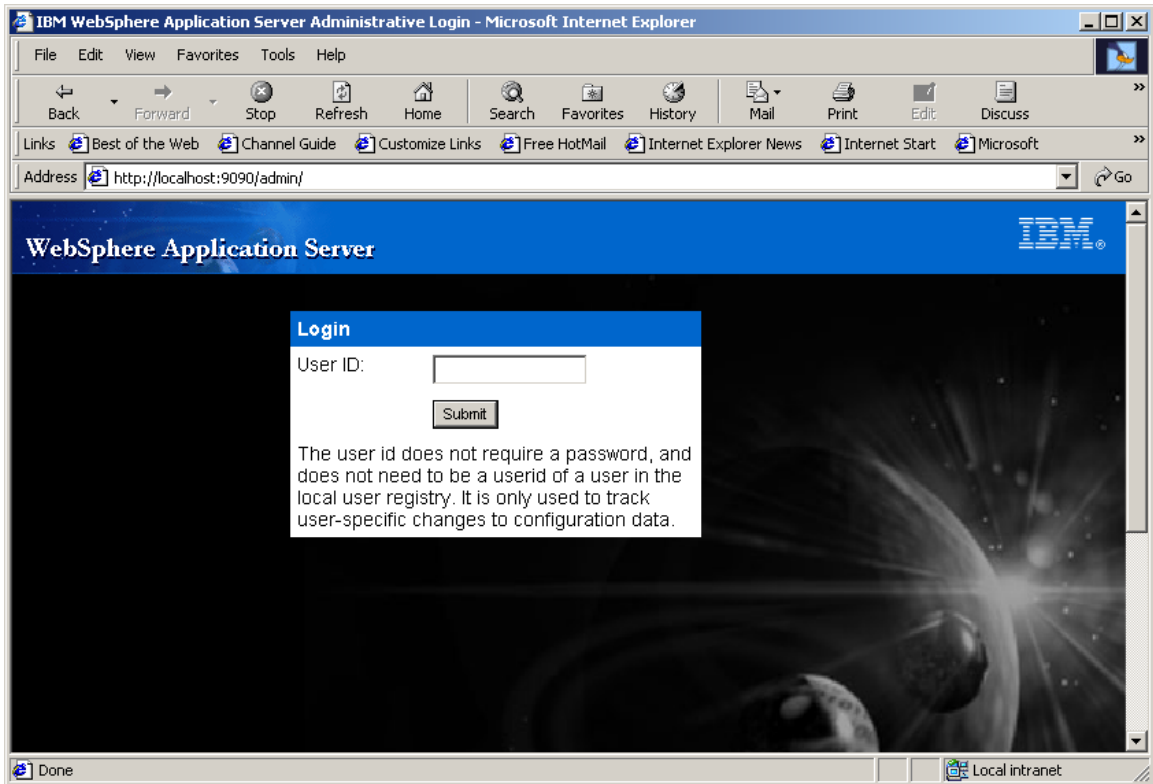 IBM WebSphere Application Server Administrative Login - Microsoft Internet Explorer
File Edit View Favorites Tools Help
Back Forward Stop Refresh Home Search Favorites History Mail Print Edit Discuss »
Links Best of the Web Channel Guide Customize Links Free HotMail Internet Explorer News Internet Start Microsoft »
Address http://localhost:9090/admin/ Go
WebSphere Application Server IBM®
Login
User ID:
Submit
The user id does not require a password, and
does not need to be a userid of a user in the
local user registry. It is only used to track
user-specific changes to configuration data.
Done Local intranet